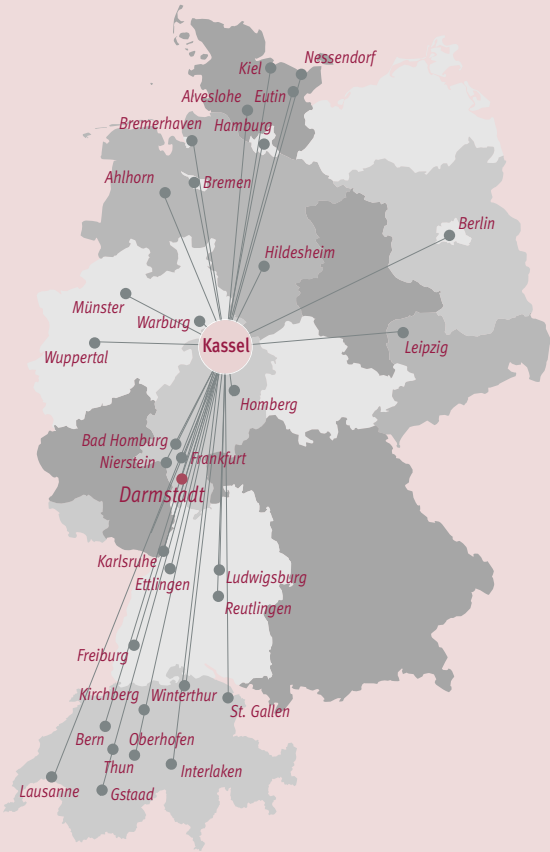 Nessendorf
Kiel
Alveslohe
Eutin
Bremerhaven
Hamburg
Ahlhorn
Bremen
Berlin
Hildesheim
Münster
Warburg
Kassel
Wuppertal
Leipzig
Homberg
Bad Homburg
Nierstein
Frankfurt
Darmstadt
Karlsruhe
Ettlingen
Ludwigsburg
Reutlingen
Freiburg
Kirchberg
Winterthur
St. Gallen
Bern
Oberhofen
Thun
Interlaken
Lausanne
Gstaad